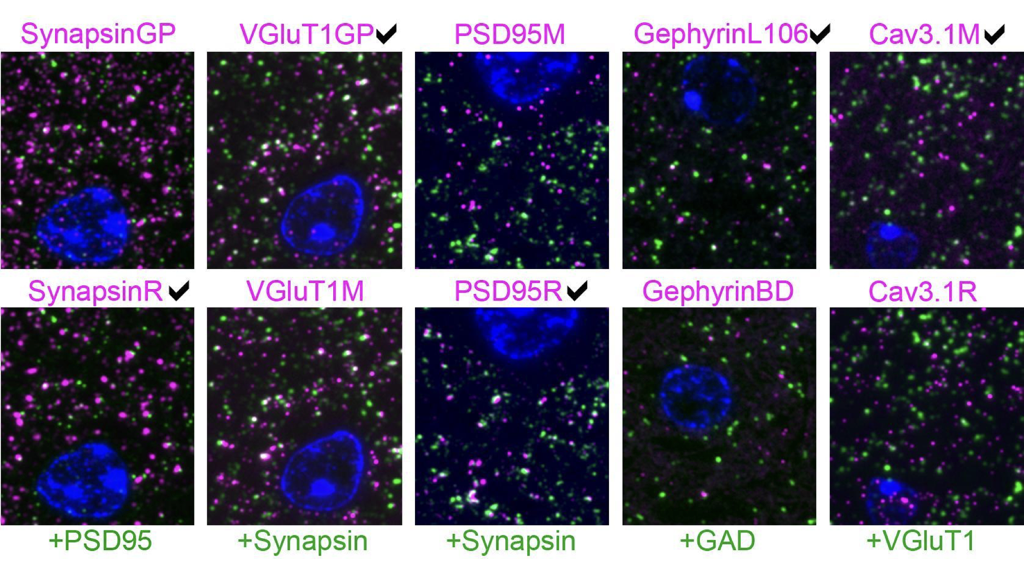 SynapsinGP VGluT1GP✔ PSD95M GephyrinL106✔ Cav3.1M✔
SynapsinR✔ VGluT1M PSD95R✔ GephyrinBD Cav3.1R
+PSD95 +Synapsin +Synapsin +GAD +VGluT1